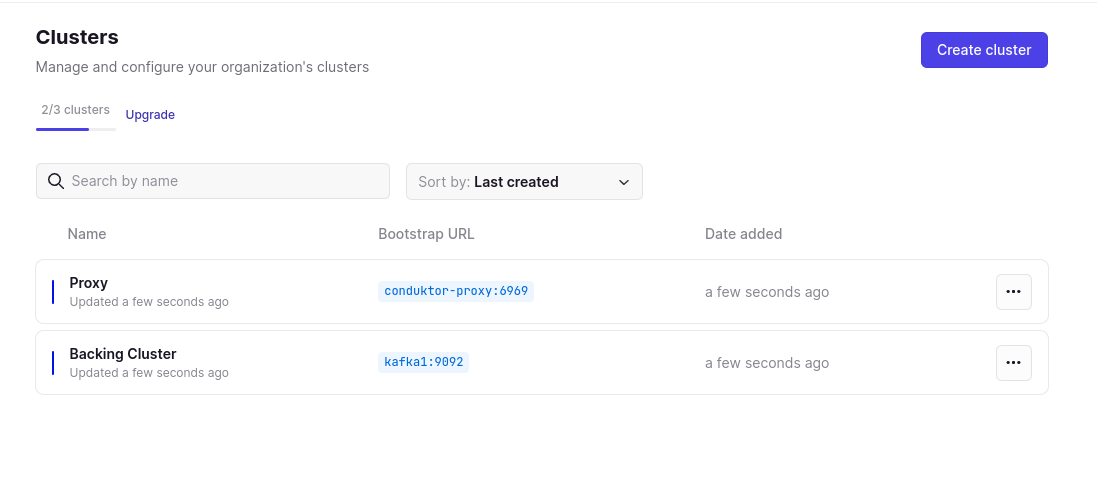 Clusters
Create cluster
Manage and configure your organization's clusters
2/3 clusters
Upgrade
Search by name
Sort by: Last created
Name
Bootstrap URL
Date added
Proxy
Updated a few seconds ago
conduktor-proxy:6969
a few seconds ago
Backing Cluster
Updated a few seconds ago
kafka1:9092
a few seconds ago